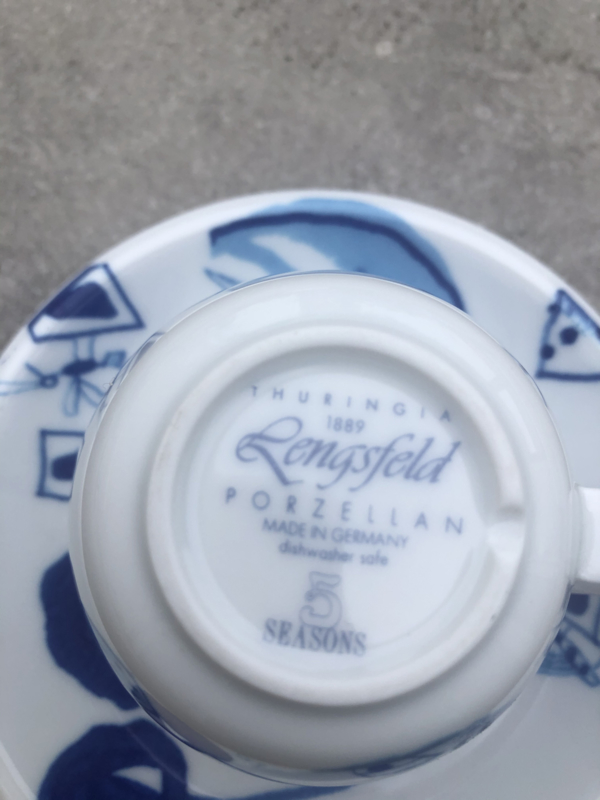 THURINGIA
1889
Lengsfeld
PORZELLAN
MADE IN GERMANY
dishwasher safe
5
SEASONS